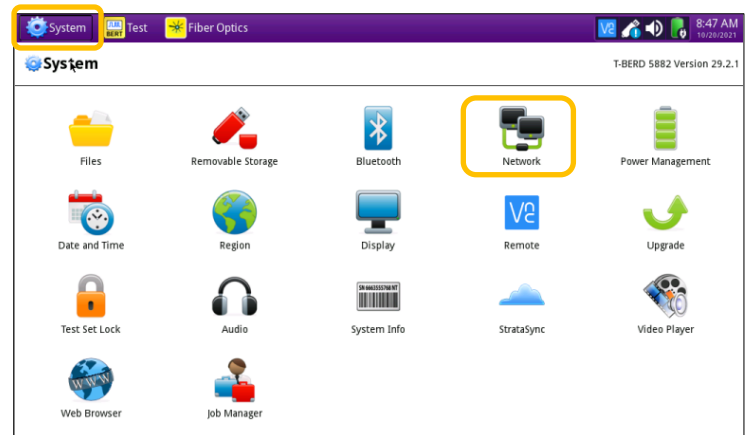 System
BERT
Test
Fiber Optics
8:47 AM
10/20/2021
System
T-BERD 5882 Version 29.2.1
Files
Removable Storage
Bluetooth
Network
Power Management
Date and Time
Region
Display
Remote
Upgrade
Test Set Lock
Audio
System Info
StrataSync
Video Player
WWW
Web Browser
Job Manager